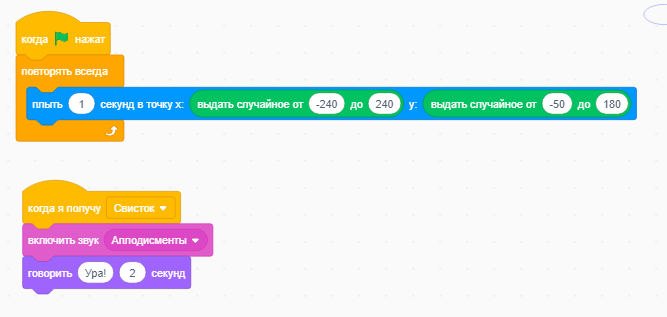 когда нажат
повторять всегда
плыть 1 секунд в точку x: выдать случайное от -240 до 240 y: выдать случайное от -50 до 180
когда я получу Свисток
включить звук Апподисменты
говорить Ура! 2 секунд